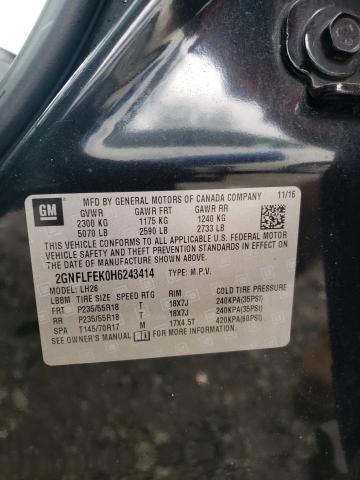 GM
MFD BY GENERAL MOTORS OF CANADA COMPANY 11/16
GVWR GAWR FRT GAWR RR
2300 KG 1175 KG 1240 KG
5070 LB 2590 LB 2733 LB
THIS VEHICLE CONFORMS TO ALL APPLICABLE U.S. FEDERAL MOTOR
VEHICLE SAFETY AND THEFT PREVENTION STANDARDS IN EFFECT
ON THE DATE OF MANUFACTURE SHOWN ABOVE.
2GNFLFEK0H6243414 TYPE: M.P.V.
MODEL: LH26
LBBM TIRE SIZE SPEED RTG RIM COLD TIRE PRESSURE
FRT P235/55R18 T 18X7J 240KPA(35PSI)
RR P235/55R18 T 18X7J 240KPA(35PSI)
SPA T145/70R17 M 17X4.5T 420KPA(60PSI)
SEE OWNER'S MANUAL FOR MORE INFORMATION.